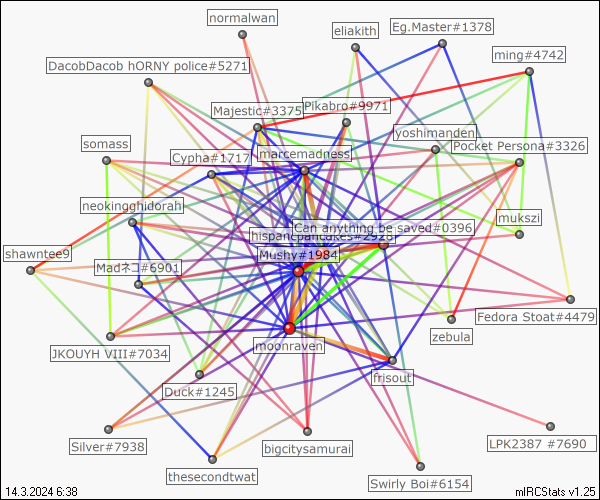 normalwan
eliakith
Eg.Master#1378
ming#4742
DacobDacob hORNY police#5271
Majestic#3375
Pikabro#9971
yoshimanden
somass
Cypha#1717
marcemadness
Pocket Persona#3326
neokingghidorah
Can anything be saved#0396
mukszi
hispancpancakes#2928
shawntee9
Madネコ#6901
Mushy#1984
Fedora Stoat#4479
zebula
JKOUYH VIII#7034
moonraven
Duck#1245
frisout
Silver#7938
bigcitysamurai
LPK2387 #7690
thesecondtwat
Swirly Boi#6154
14.3.2024 6:38
mIRCStats v1.25